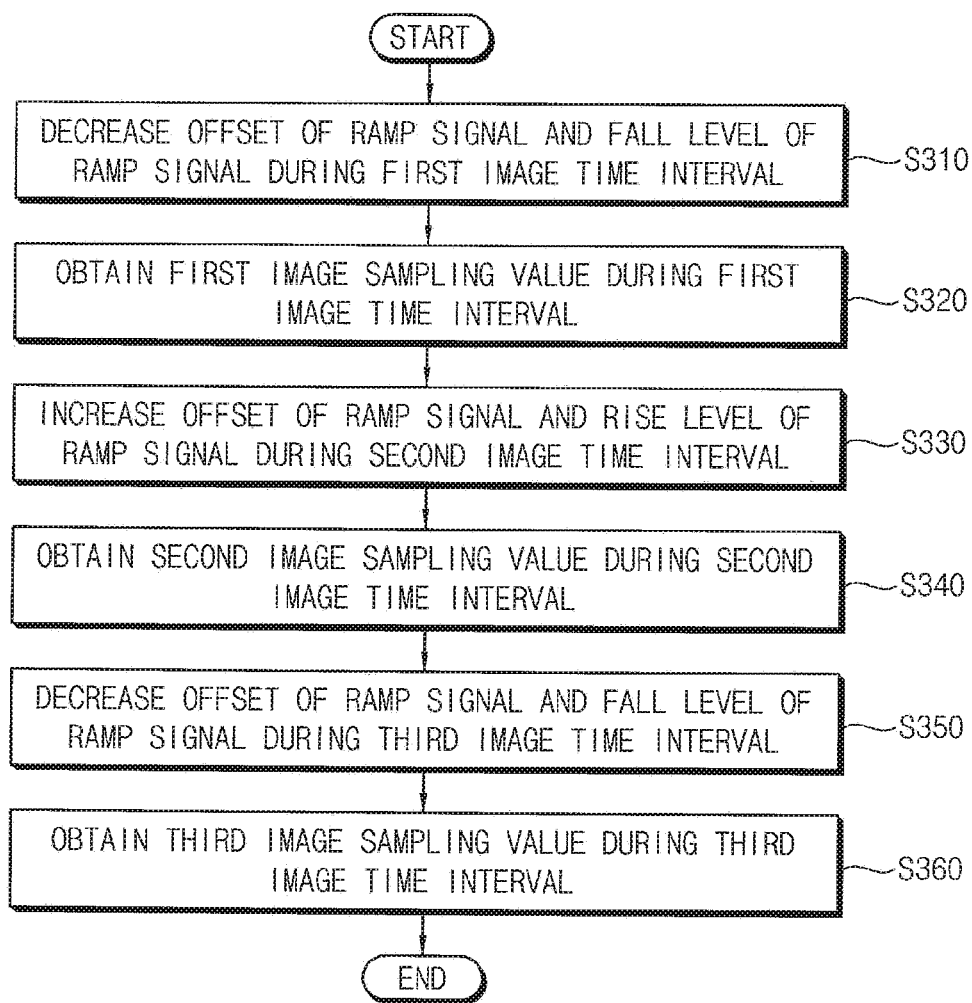 START
DECREASE OFFSET OF RAMP SIGNAL AND FALL LEVEL OF
RAMP SIGNAL DURING FIRST IMAGE TIME INTERVAL
S310
OBTAIN FIRST IMAGE SAMPLING VALUE DURING FIRST
IMAGE TIME INTERVAL
S320
INCREASE OFFSET OF RAMP SIGNAL AND RISE LEVEL OF
RAMP SIGNAL DURING SECOND IMAGE TIME INTERVAL
S330
OBTAIN SECOND IMAGE SAMPLING VALUE DURING SECOND
IMAGE TIME INTERVAL
S340
DECREASE OFFSET OF RAMP SIGNAL AND FALL LEVEL OF
RAMP SIGNAL DURING THIRD IMAGE TIME INTERVAL
S350
OBTAIN THIRD IMAGE SAMPLING VALUE DURING THIRD
IMAGE TIME INTERVAL
S360
END